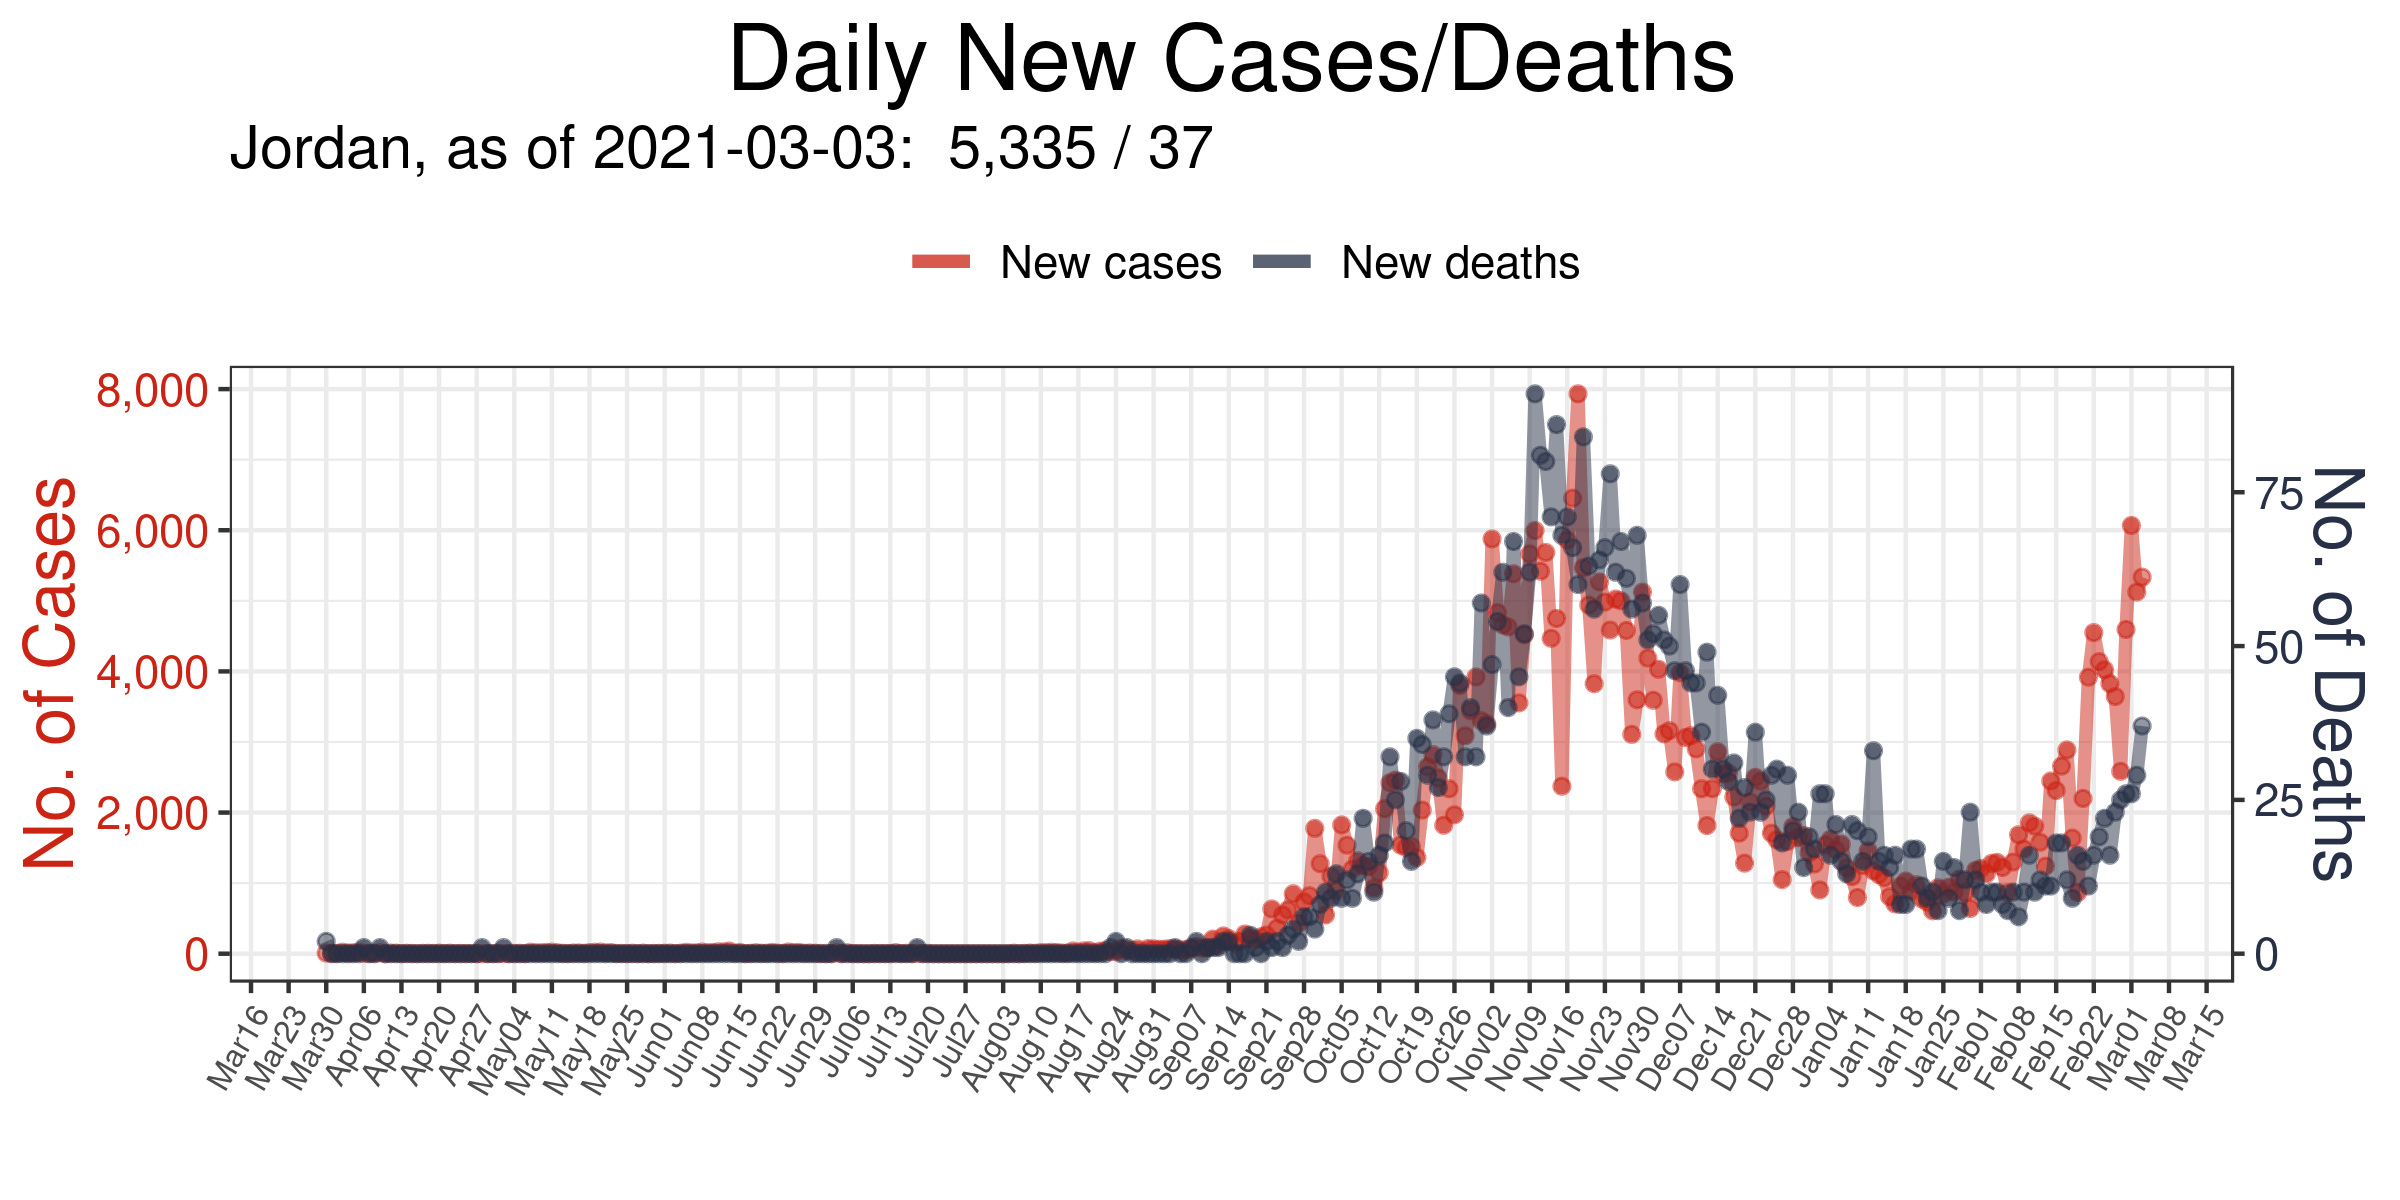 Daily New Cases/Deaths
Jordan, as of 2021-03-03:  5,335 / 37
New cases
New deaths
No. of Cases
8,000
6,000
4,000
2,000
0
No. of Deaths
75
50
25
0
Mar16
Mar23
Mar30
Apr06
Apr13
Apr20
Apr27
May04
May11
May18
May25
Jun01
Jun08
Jun15
Jun22
Jun29
Jul06
Jul13
Jul20
Jul27
Aug03
Aug10
Aug17
Aug24
Aug31
Sep07
Sep14
Sep21
Sep28
Oct05
Oct12
Oct19
Oct26
Nov02
Nov09
Nov16
Nov23
Nov30
Dec07
Dec14
Dec21
Dec28
Dec04
Jan11
Jan18
Jan25
Feb01
Feb08
Feb15
Feb22
Mar01
Mar08
Mar15